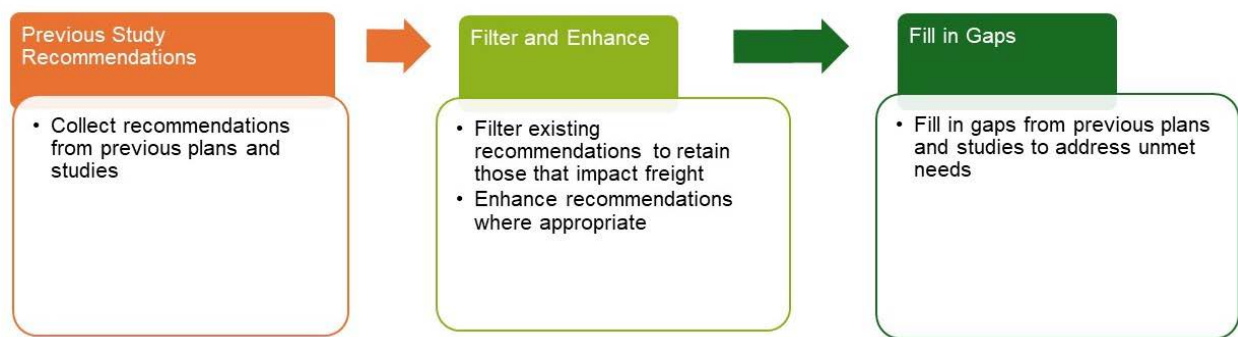 Previous Study
Recommendations
• Collect recommendations
from previous plans and
studies
Filter and Enhance
• Filter existing
recommendations to retain
those that impact freight
• Enhance recommendations
where appropriate
Fill in Gaps
• Fill in gaps from previous plans
and studies to address unmet
needs